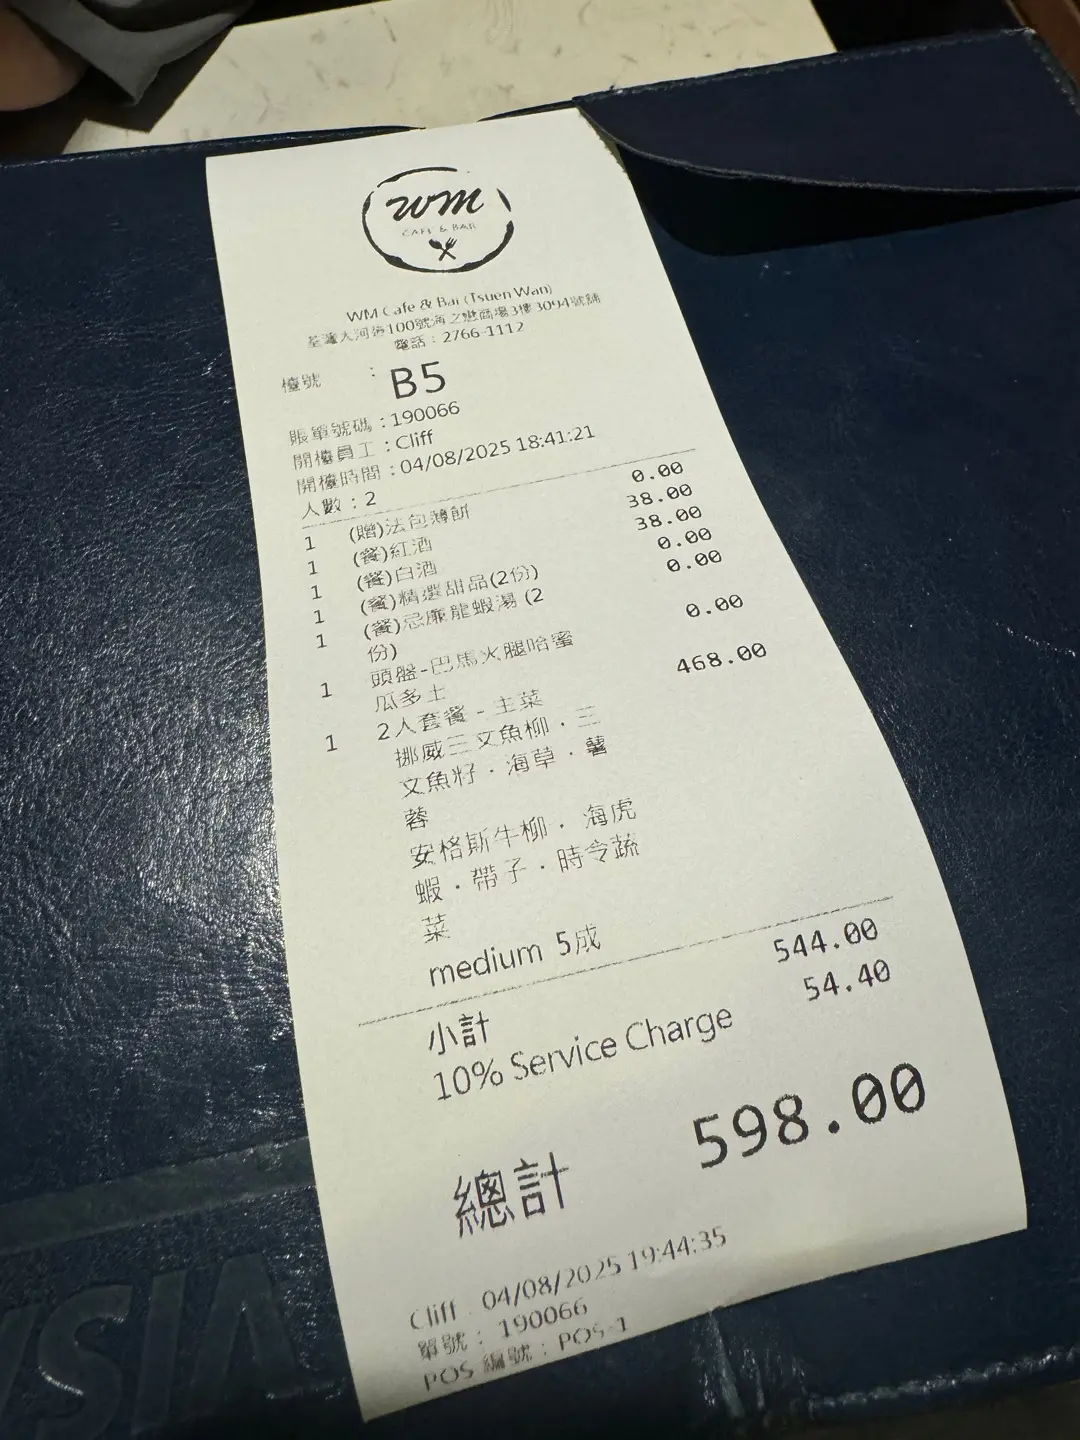 wm
CAFE & BAR
WM Cafe & Bar (Tsuen Wan)
荃灣大河道100號海之戀商場3樓3094號舖
電話：2766-1112
檯號 : B5
賬單號碼：190066
開檯員工：Cliff
開檯時間：04/08/2025 18:41:21
人數：2
1 (贈)法包薄餅 0.00
1 (餐)紅酒 38.00
1 (餐)白酒 38.00
1 (餐)精選甜品(2份) 0.00
1 (餐)忌廉龍蝦湯 (2 0.00
份)
1 頭盤-巴馬火腿哈蜜 0.00
瓜多士
1 2人套餐 - 主菜 468.00
挪威三文魚柳．三
文魚籽．海草．薯
蓉
安格斯牛柳． 海虎
蝦．帶子．時令蔬
菜
medium 5成
小計 544.00
10% Service Charge 54.40
總計 598.00
Cliff : 04/08/2025 19:44:35
單號： 190066
POS 編號：POS-1
VISA